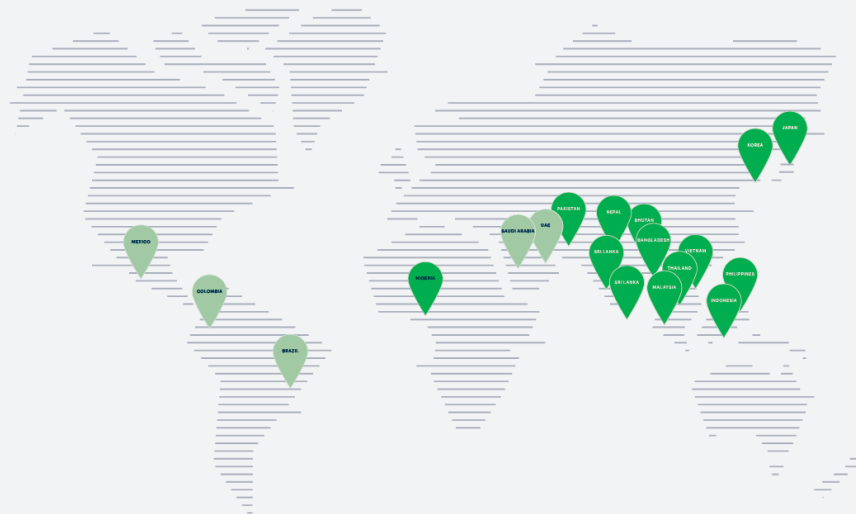 JAPAN
KOREA
PAKISTAN
NEPAL
BHUTAN
UAE
SAUDI ARABIA
BANGLADESH
MEXICO
SRI LANKA
VIETNAM
THAILAND
PHILIPPINES
NIGERIA
SRI LANKA
MALAYSIA
COLOMBIA
INDONESIA
BRAZIL